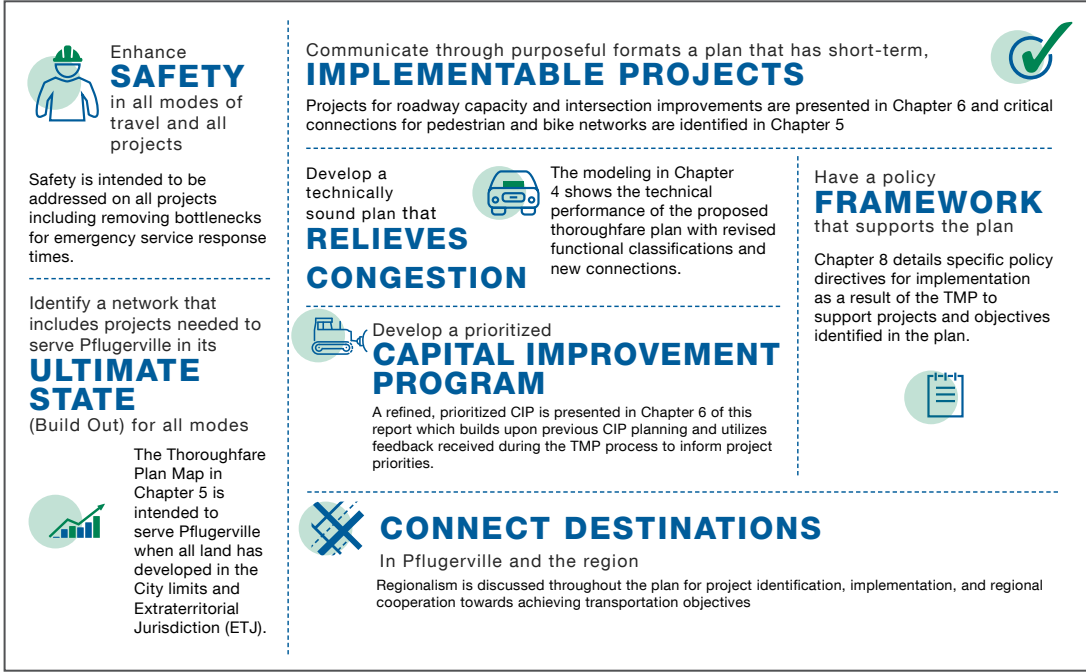 Enhance
SAFETY
in all modes of
travel and all
projects
Safety is intended to be
addressed on all projects
including removing bottlenecks
for emergency service response
times.
Identify a network that
includes projects needed to
serve Pflugerville in its
ULTIMATE
STATE
(Build Out) for all modes
The Thoroughfare
Plan Map in
Chapter 5 is
intended to
serve Pflugerville
when all land has
developed in the
City limits and
Extraterritorial
Jurisdiction (ETJ).
Communicate through purposeful formats a plan that has short-term,
IMPLEMENTABLE PROJECTS
Projects for roadway capacity and intersection improvements are presented in Chapter 6 and critical
connections for pedestrian and bike networks are identified in Chapter 5
Develop a
technically
sound plan that
RELIEVES
CONGESTION
The modeling in Chapter
4 shows the technical
performance of the proposed
thoroughfare plan with revised
functional classifications and
new connections.
Develop a prioritized
CAPITAL IMPROVEMENT
PROGRAM
A refined, prioritized CIP is presented in Chapter 6 of this
report which builds upon previous CIP planning and utilizes
feedback received during the TMP process to inform project
priorities.
Have a policy
FRAMEWORK
that supports the plan
Chapter 8 details specific policy
directives for implementation
as a result of the TMP to
support projects and objectives
identified in the plan.
CONNECT DESTINATIONS
In Pflugerville and the region
Regionalism is discussed throughout the plan for project identification, implementation, and regional
cooperation towards achieving transportation objectives